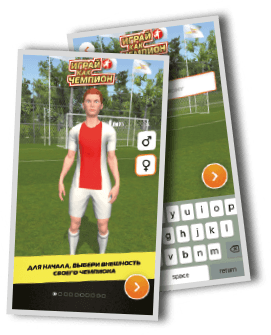 ИГРАЙ
КАК
ЧЕМПИОН
ДЛЯ НАЧАЛА, ВЫБЕРИ ВНЕШНОСТЬ
СВОЕГО ЧЕМПИОНА
ИГРАЙ
КАК
ЧЕМПИОН
y u i o p
g h j k l
v b n m
space return